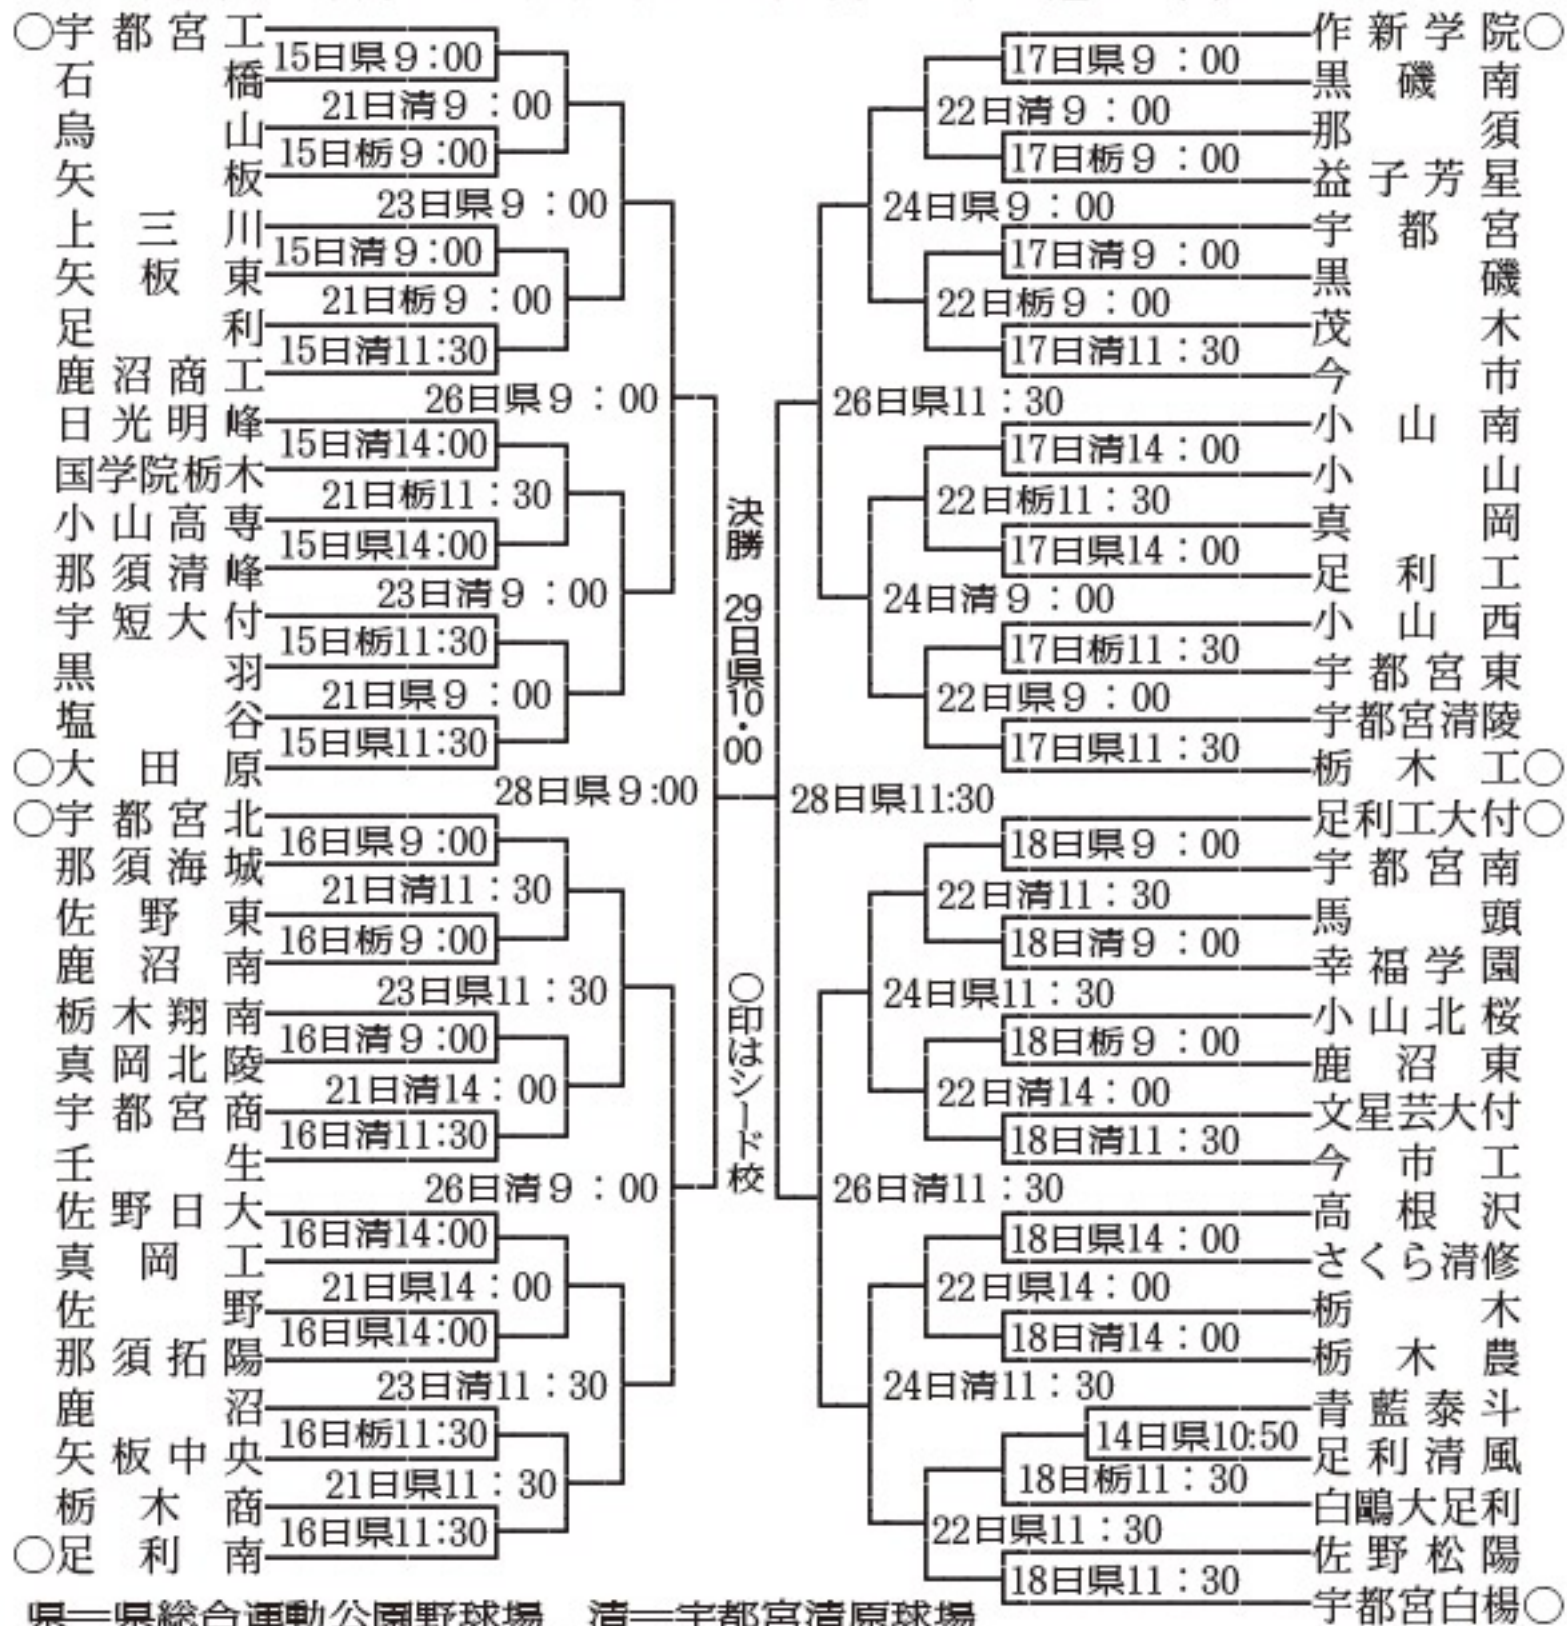 ○宇都宮工
15日県9:00
石橋
21日清9:00
烏山
15日栃9:00
矢板
23日県9:00
上三川
15日清9:00
矢板東
21日栃9:00
足利
15日清11:30
鹿沼商工
26日県9:00
日光明峰
15日清14:00
国学院栃木
21日栃11:30
小山高専
15日県14:00
那須清峰
23日清9:00
宇短大付
15日栃11:30
黒羽
21日県9:00
塩谷
15日県11:30
○大田原
28日県9:00
○宇都宮北
16日県9:00
那須海城
21日清11:30
佐野東
16日栃9:00
鹿沼南
23日県11:30
栃木翔南
16日清9:00
真岡北陵
21日清14:00
宇都宮商
16日清11:30
壬生
26日清9:00
佐野日大
16日清14:00
真岡工
21日県14:00
佐野
16日県14:00
那須拓陽
23日清11:30
鹿沼
16日栃11:30
矢板中央
21日県11:30
栃木商
16日県11:30
○足利南
決勝 29日県10・00
○印はシード校
作新学院○
17日県9:00
黒磯南
22日清9:00
那須
17日栃9:00
益子芳星
24日県9:00
宇都宮
17日清9:00
黒磯
22日栃9:00
茂木
17日清11:30
今市
26日県11:30
小山南
17日清14:00
小山
22日栃11:30
真岡
17日県14:00
足利工
24日清9:00
小山西
17日栃11:30
宇都宮東
22日県9:00
宇都宮清陵
17日県11:30
栃木工○
28日県11:30
足利工大付○
18日県9:00
宇都宮南
22日清11:30
馬頭
18日清9:00
幸福学園
24日県11:30
小山北桜
18日栃9:00
鹿沼東
22日清14:00
文星芸大付
18日清11:30
今市工
26日清11:30
高根沢
18日県14:00
さくら清修
22日県14:00
栃木
18日清14:00
栃木農
24日清11:30
青藍泰斗
14日県10:50
足利清風
18日栃11:30
白鷗大足利
22日県11:30
佐野松陽
18日県11:30
宇都宮白楊○
県=県総合運動公園野球場 清=宇都宮清原球場